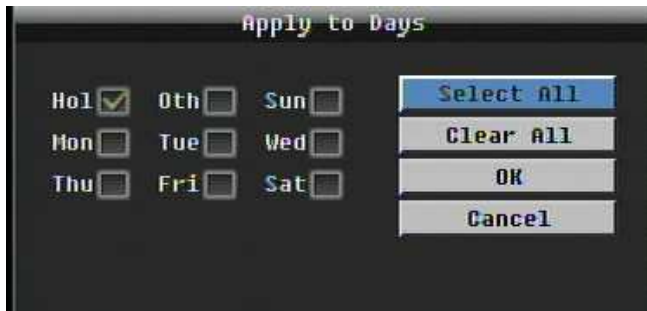 Apply to Days
Hol Oth Sun Select All
Mon Tue Wed Clear All
Thu Fri Sat OK
Cancel